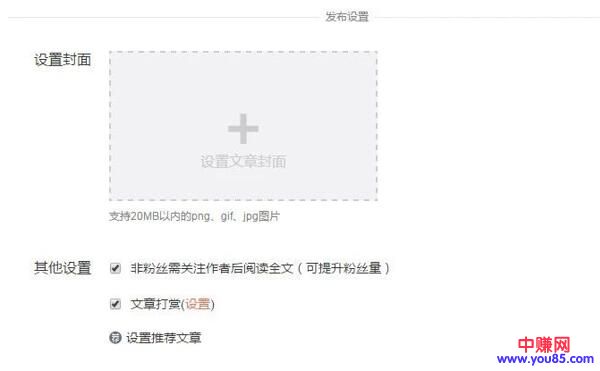 发布设置
设置封面
设置文章封面
支持20MB以内的png、gif、jpg图片
其他设置
非粉丝需关注作者后阅读全文（可提升粉丝量）
文章打赏(设置)
荐 设置推荐文章
中赚网
www.you85.com